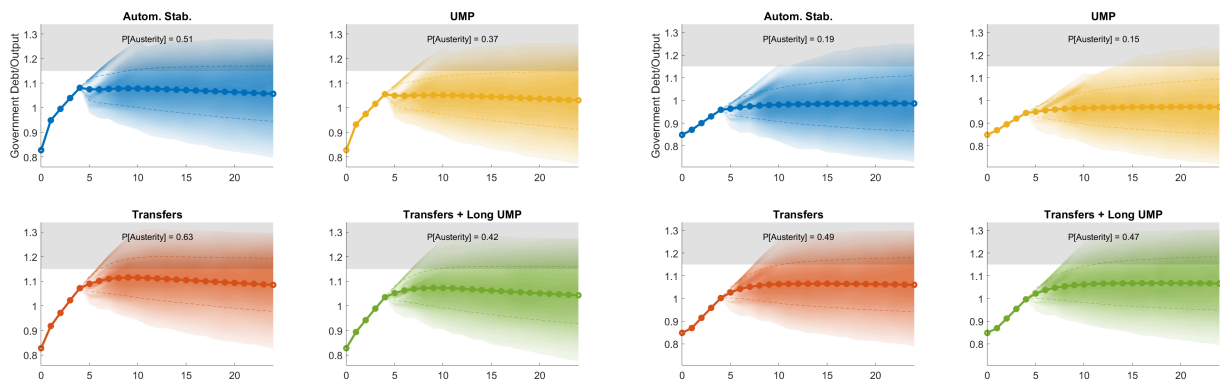 Autom. Stab.
P[Austerity] = 0.51
Government Debt/Output
1.3
1.2
1.1
1
0.9
0.8
0 5 10 15 20
UMP
P[Austerity] = 0.37
1.3
1.2
1.1
1
0.9
0.8
0 5 10 15 20
Autom. Stab.
P[Austerity] = 0.19
Government Debt/Output
1.3
1.2
1.1
1
0.9
0.8
0 5 10 15 20
UMP
P[Austerity] = 0.15
1.3
1.2
1.1
1
0.9
0.8
0 5 10 15 20
Transfers
P[Austerity] = 0.63
1.3
1.2
1.1
1
0.9
0.8
0 5 10 15 20
Transfers + Long UMP
P[Austerity] = 0.42
1.3
1.2
1.1
1
0.9
0.8
0 5 10 15 20
Transfers
P[Austerity] = 0.49
1.3
1.2
1.1
1
0.9
0.8
0 5 10 15 20
Transfers + Long UMP
P[Austerity] = 0.47
1.3
1.2
1.1
1
0.9
0.8
0 5 10 15 20